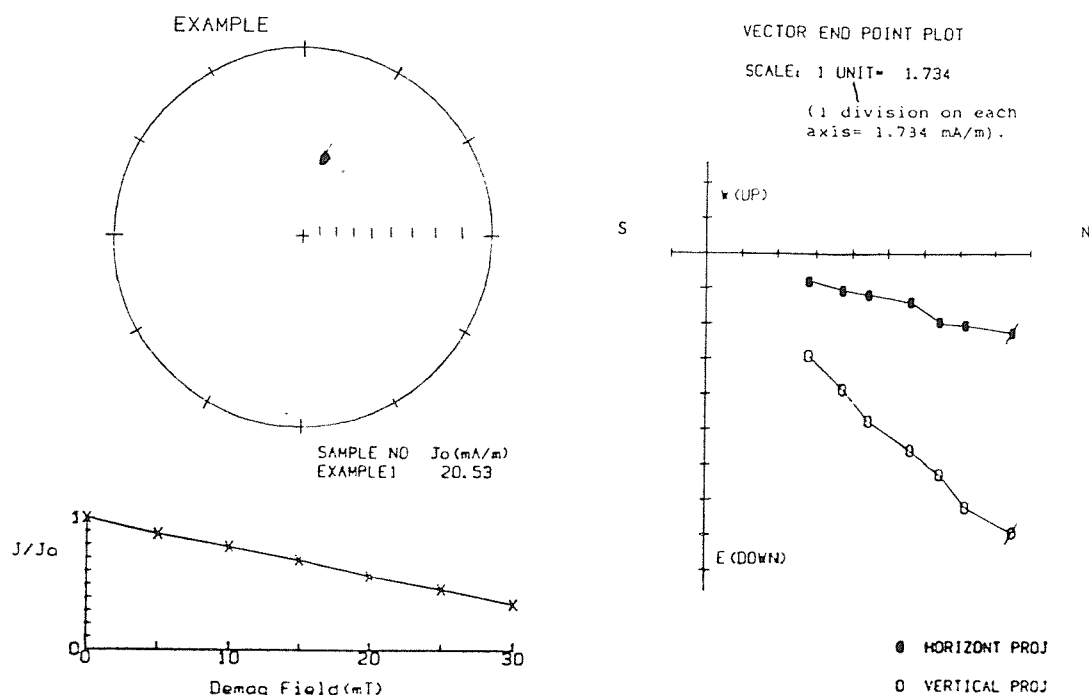 EXAMPLE
SAMPLE NO Jo(mA/m)
EXAMPLE1 20.53
1
J/Jo
0
0 10 20 30
Demag Field(mT)
VECTOR END POINT PLOT
SCALE: 1 UNIT= 1.734
(1 division on each
axis= 1.734 mA/m).
W(UP)
S N
E(DOWN)
HORIZONT PROJ
VERTICAL PROJ